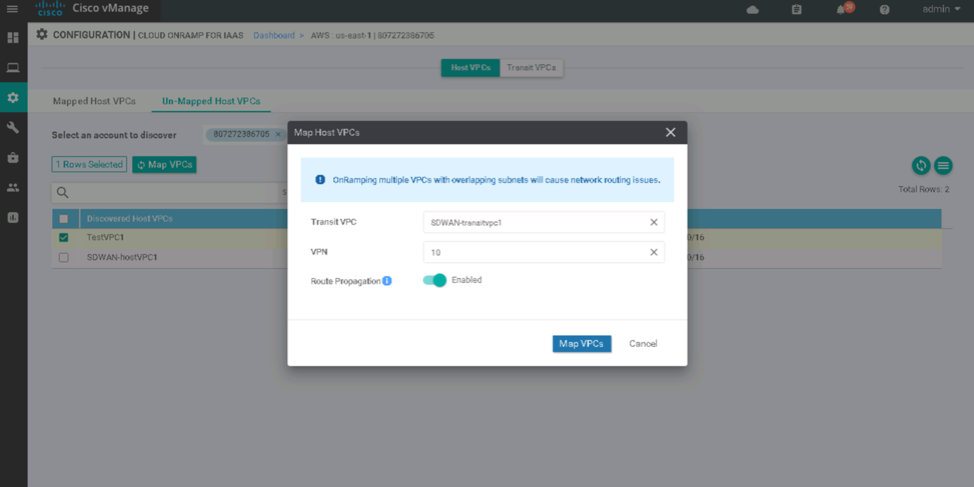 cisco Cisco vManage
admin
CONFIGURATION | CLOUD ONRAMP FOR IAAS Dashboard > AWS : us-east-1 | 807272386705
Host VPCs Transit VPCs
Mapped Host VPCs Un-Mapped Host VPCs
Select an account to discover 807272386705 ×
1 Rows Selected Map VPCs
Total Rows: 2
Discovered Host VPCs
TestVPC1 0/16
SDWAN-hostVPC1 0/16
Map Host VPCs
OnRamping multiple VPCs with overlapping subnets will cause network routing issues.
Transit VPC SDWAN-transitvpc1
VPN 10
Route Propagation Enabled
Map VPCs Cancel